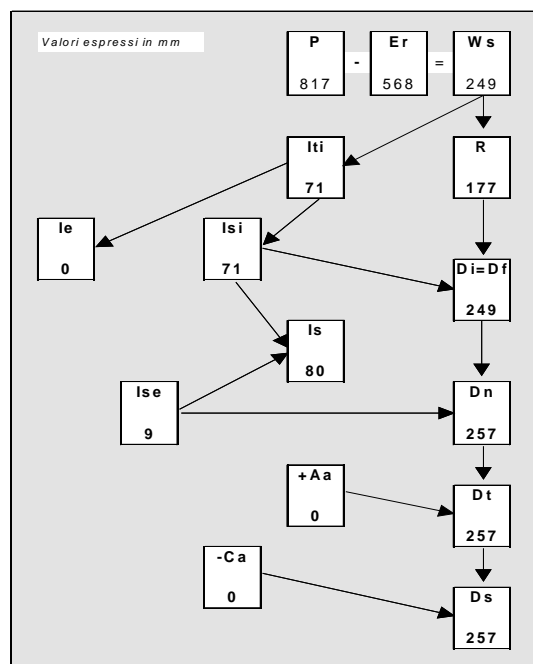 Valori espressi in mm
P - Er = Ws
817 568 249
Iti R
71 177
Ie Isi
0 71
Di=Df
249
Is
80
Ise Dn
9 257
+Aa Dt
0 257
-Ca Ds
0 257